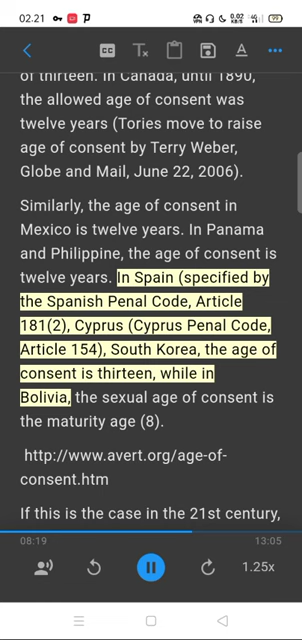 02.21
0.02 KB/S
4G
99
CC
of thirteen. In Canada, until 1890,
the allowed age of consent was
twelve years (Tories move to raise
age of consent by Terry Weber,
Globe and Mail, June 22, 2006).
Similarly, the age of consent in
Mexico is twelve years. In Panama
and Philippine, the age of consent is
twelve years. In Spain (specified by
the Spanish Penal Code, Article
181(2), Cyprus (Cyprus Penal Code,
Article 154), South Korea, the age of
consent is thirteen, while in
Bolivia, the sexual age of consent is
the maturity age (8).
http://www.avert.org/age-of-
consent.htm
If this is the case in the 21st century,
08:19 13:05
1.25x